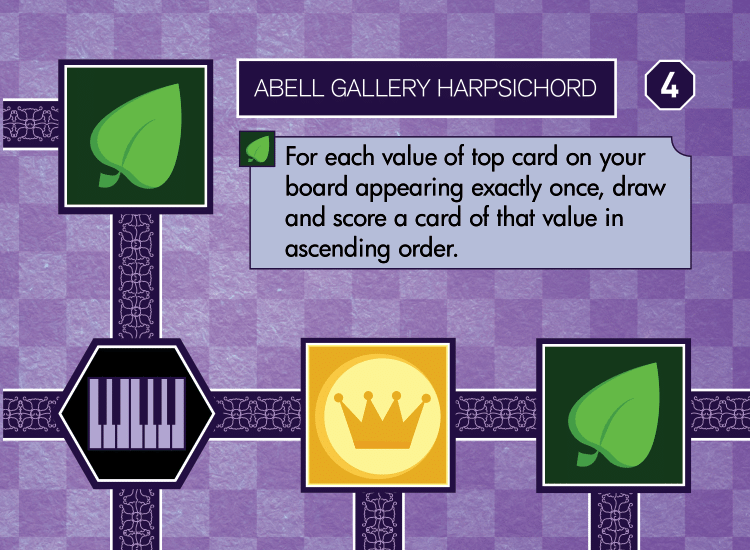 ABELL GALLERY HARPSICHORD
4
For each value of top card on your
board appearing exactly once, draw
and score a card of that value in
ascending order.